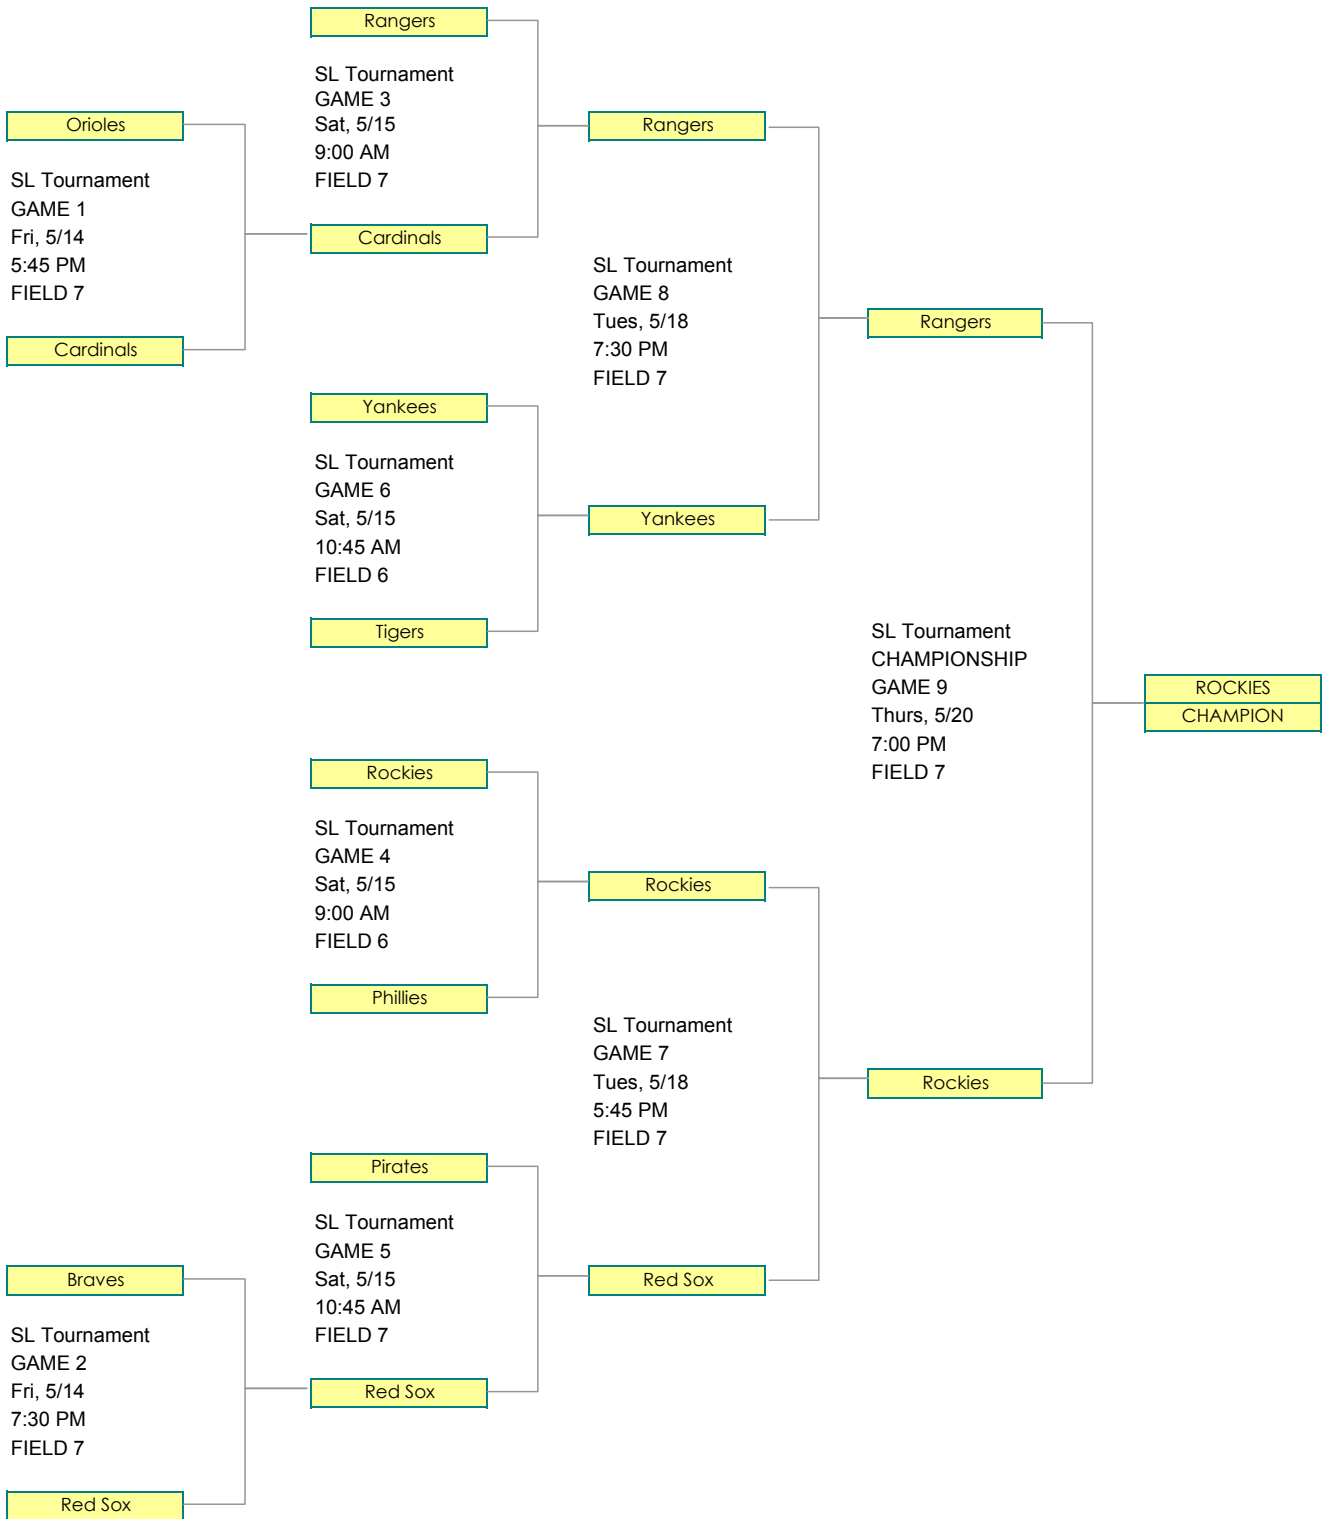 Rangers
SL Tournament
GAME 3
Sat, 5/15
9:00 AM
FIELD 7
Cardinals
Orioles
SL Tournament
GAME 1
Fri, 5/14
5:45 PM
FIELD 7
Cardinals
Rangers
SL Tournament
GAME 8
Tues, 5/18
7:30 PM
FIELD 7
Yankees
Yankees
SL Tournament
GAME 6
Sat, 5/15
10:45 AM
FIELD 6
Tigers
Rangers
SL Tournament
CHAMPIONSHIP
GAME 9
Thurs, 5/20
7:00 PM
FIELD 7
Rockies
ROCKIES
CHAMPION
Rockies
SL Tournament
GAME 4
Sat, 5/15
9:00 AM
FIELD 6
Phillies
Rockies
SL Tournament
GAME 7
Tues, 5/18
5:45 PM
FIELD 7
Red Sox
Pirates
SL Tournament
GAME 5
Sat, 5/15
10:45 AM
FIELD 7
Red Sox
Braves
SL Tournament
GAME 2
Fri, 5/14
7:30 PM
FIELD 7
Red Sox